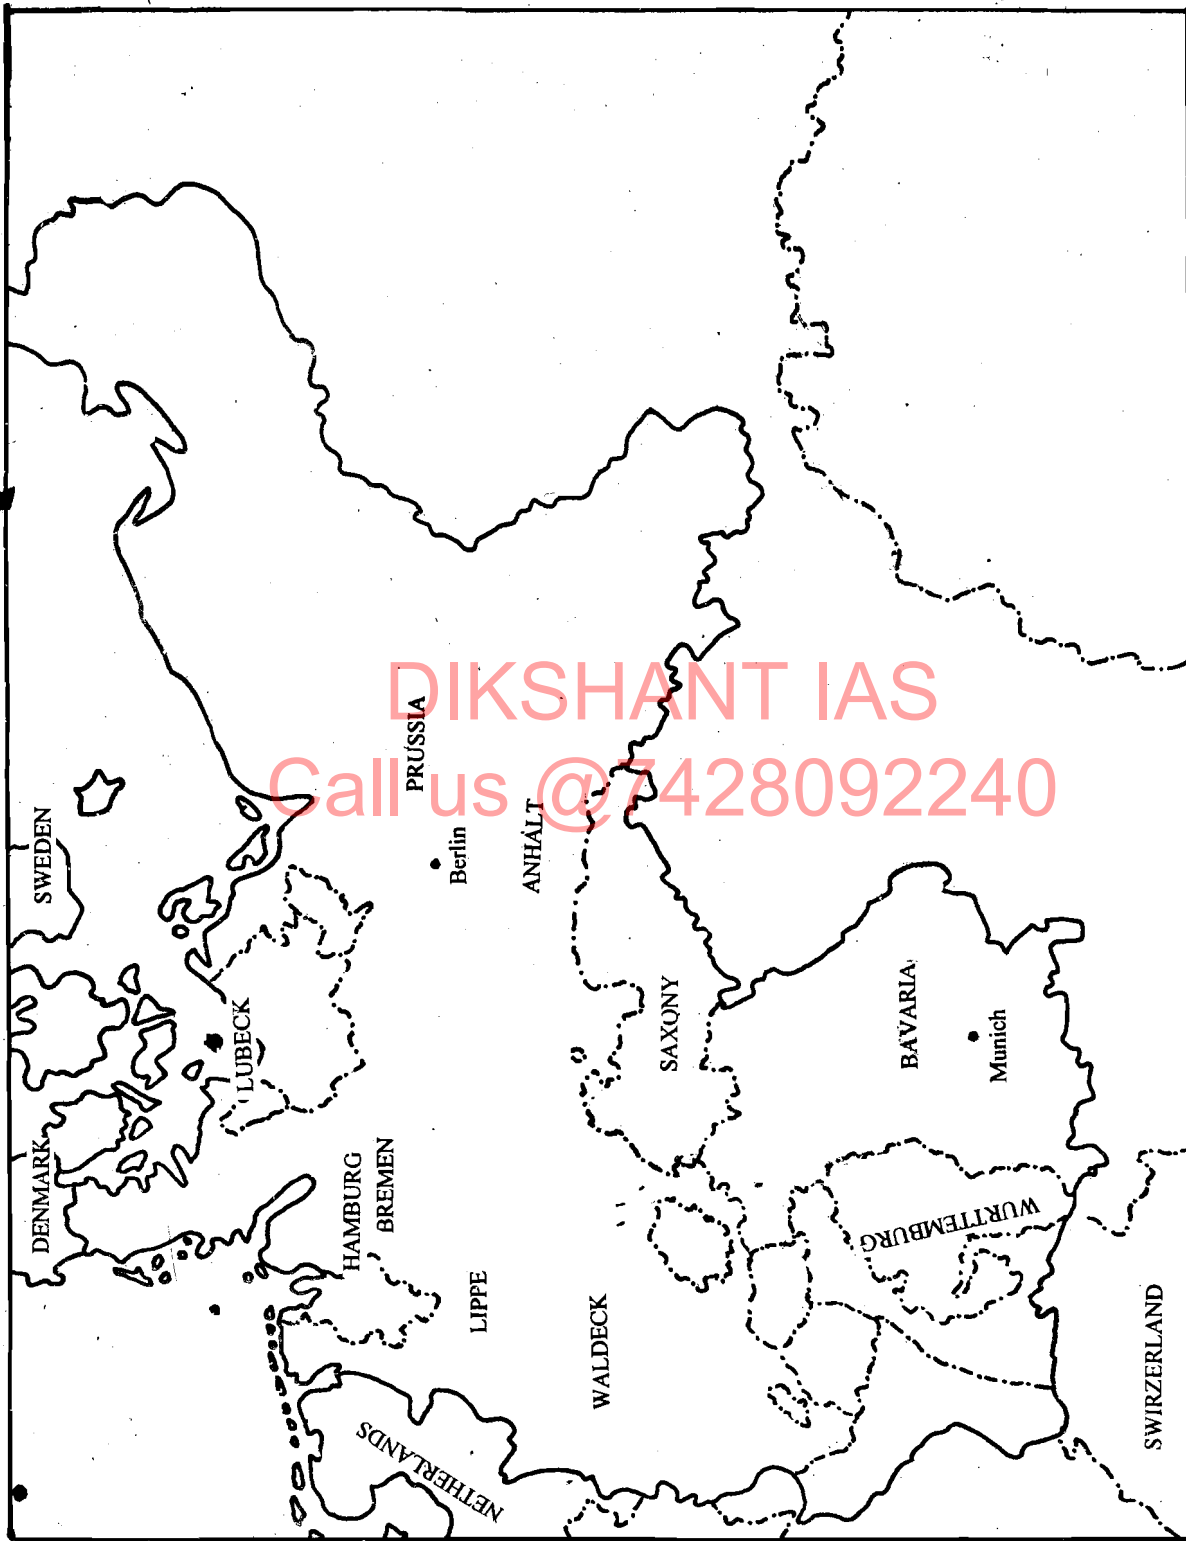 SWEDEN
DENMARK
LUBECK
HAMBURG
BREMEN
PRUSSIA
Berlin
ANHALT
LIPPE
WALDECK
NETHERLANDS
SAXONY
BAVARIA
Munich
WURTTEMBURG
SWIRZERLAND
DIKSHANT IAS
Call us @7428092240